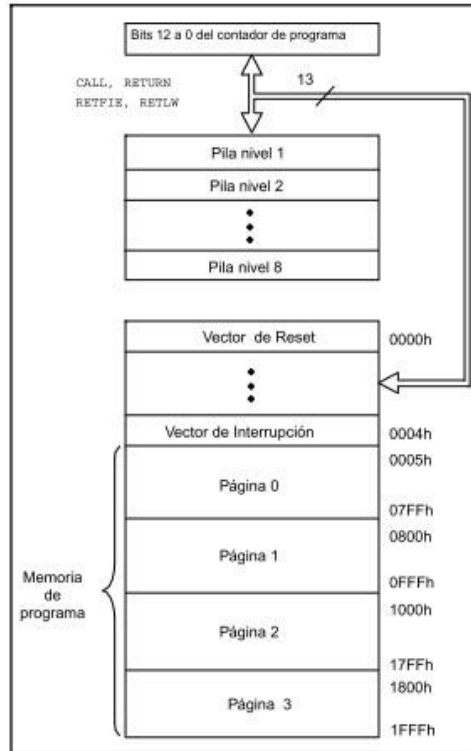 Bits 12 a 0 del contador de programa
CALL, RETURN
RETFIE, RETLW
13
Pila nivel 1
Pila nivel 2
Pila nivel 8
Vector de Reset
0000h
Vector de Interrupción
0004h
0005h
Página 0
07FFh
0800h
Página 1
0FFFh
Memoria
de
programa
1000h
Página 2
17FFh
1800h
Página 3
1FFFh